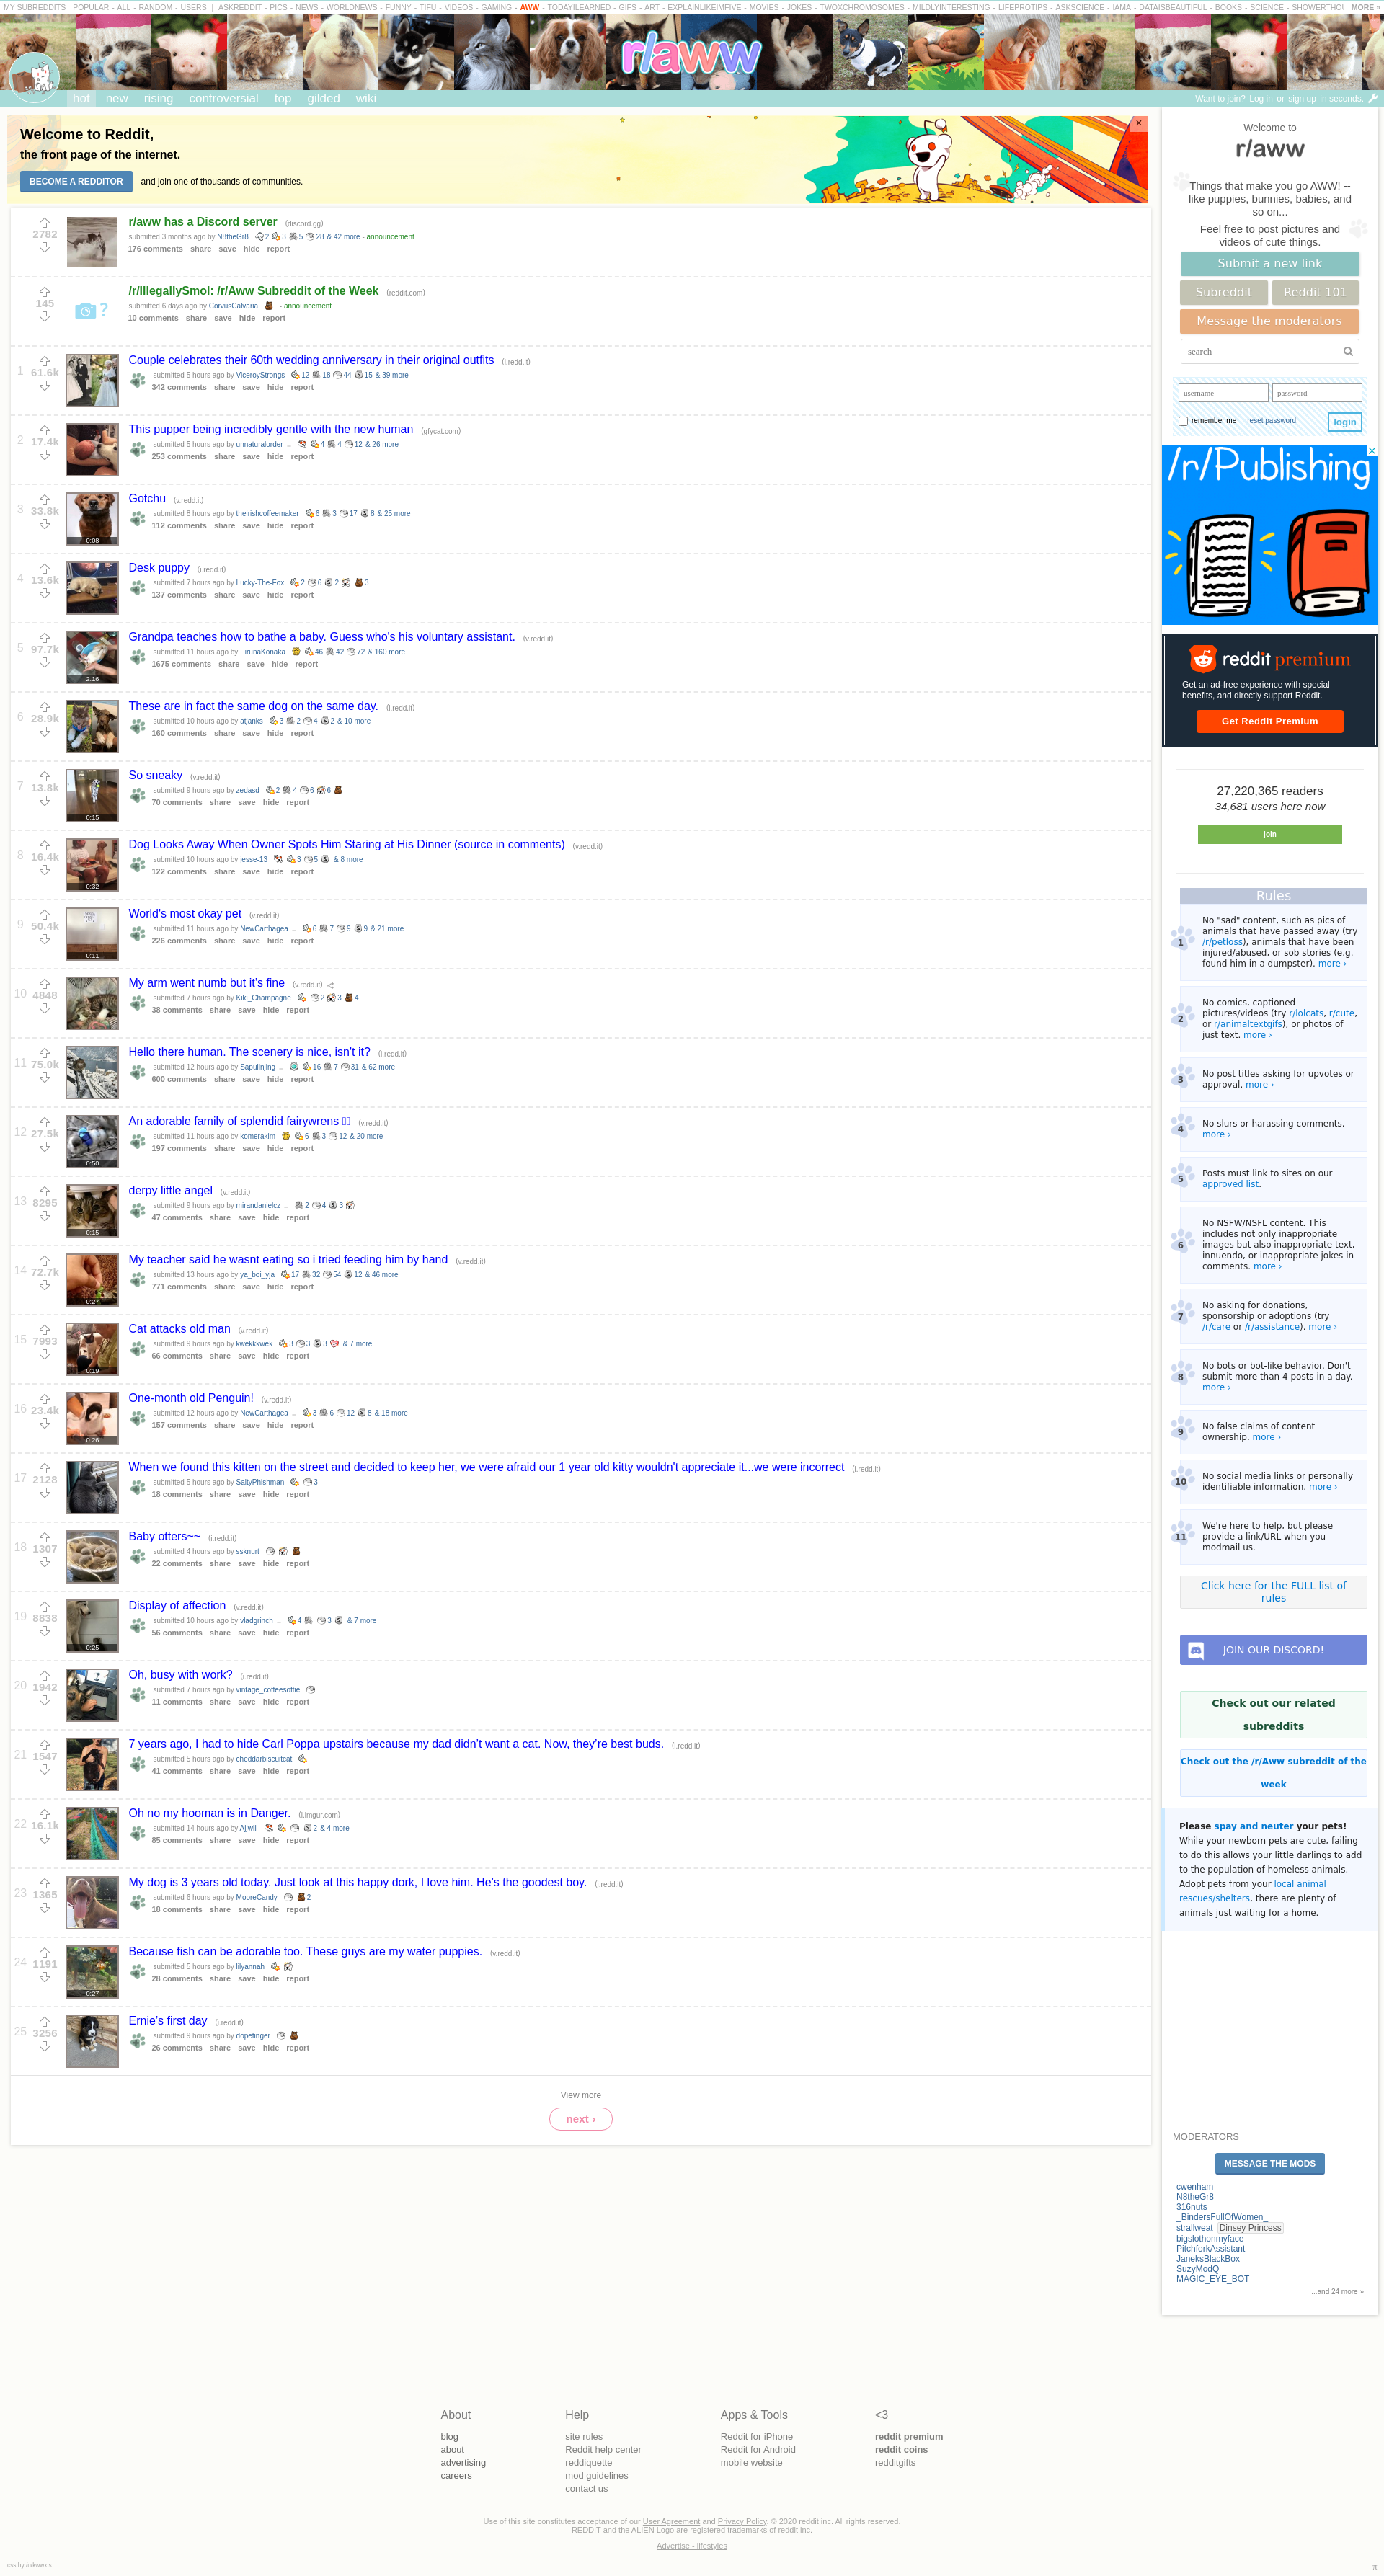 MY SUBREDDITS POPULAR - ALL - RANDOM - USERS | ASKREDDIT - PICS - NEWS - WORLDNEWS - FUNNY - TIFU - VIDEOS - GAMING - AWW - TODAYILEARNED - GIFS - ART - EXPLAINLIKEIMFIVE - MOVIES - JOKES - TWOXCHROMOSOMES - MILDLYINTERESTING - LIFEPROTIPS - ASKSCIENCE - IAMA - DATAISBEAUTIFUL - BOOKS - SCIENCE - SHOWERTHOU MORE »
r/aww
hot new rising controversial top gilded wiki
Want to join? Log in or sign up in seconds.
Welcome to Reddit,
the front page of the internet.
BECOME A REDDITOR and join one of thousands of communities.
×
2782
r/aww has a Discord server (discord.gg)
submitted 3 months ago by N8theGr8 2 3 5 28 & 42 more - announcement
176 comments share save hide report
145
/r/IllegallySmol: /r/Aww Subreddit of the Week (reddit.com)
submitted 6 days ago by CorvusCalvaria - announcement
10 comments share save hide report
1 61.6k
Couple celebrates their 60th wedding anniversary in their original outfits (i.redd.it)
submitted 5 hours ago by ViceroyStrongs 12 18 44 15 & 39 more
342 comments share save hide report
2 17.4k
This pupper being incredibly gentle with the new human (gfycat.com)
submitted 5 hours ago by unnaturalorder .. 4 4 12 & 26 more
253 comments share save hide report
3 33.8k
0:08
Gotchu (v.redd.it)
submitted 8 hours ago by theirishcoffeemaker 6 3 17 8 & 25 more
112 comments share save hide report
4 13.6k
Desk puppy (i.redd.it)
submitted 7 hours ago by Lucky-The-Fox 2 6 2 3
137 comments share save hide report
5 97.7k
2:16
Grandpa teaches how to bathe a baby. Guess who's his voluntary assistant. (v.redd.it)
submitted 11 hours ago by EirunaKonaka 46 42 72 & 160 more
1675 comments share save hide report
6 28.9k
These are in fact the same dog on the same day. (i.redd.it)
submitted 10 hours ago by atjanks 3 2 4 2 & 10 more
160 comments share save hide report
7 13.8k
0:15
So sneaky (v.redd.it)
submitted 9 hours ago by zedasd 2 4 6 6
70 comments share save hide report
8 16.4k
0:32
Dog Looks Away When Owner Spots Him Staring at His Dinner (source in comments) (v.redd.it)
submitted 10 hours ago by jesse-13 3 5 & 8 more
122 comments share save hide report
9 50.4k
0:11
World's most okay pet (v.redd.it)
submitted 11 hours ago by NewCarthagea .. 6 7 9 9 & 21 more
226 comments share save hide report
10 4848
My arm went numb but it's fine (v.redd.it)
submitted 7 hours ago by Kiki_Champagne 2 3 4
38 comments share save hide report
11 75.0k
Hello there human. The scenery is nice, isn't it? (i.redd.it)
submitted 12 hours ago by Sapulinjing .. 16 7 31 & 62 more
600 comments share save hide report
12 27.5k
0:50
An adorable family of splendid fairywrens (v.redd.it)
submitted 11 hours ago by komerakim 6 3 12 & 20 more
197 comments share save hide report
13 8295
0:15
derpy little angel (v.redd.it)
submitted 9 hours ago by mirandanielcz .. 2 4 3
47 comments share save hide report
14 72.7k
0:27
My teacher said he wasnt eating so i tried feeding him by hand (v.redd.it)
submitted 13 hours ago by ya_boi_yja 17 32 54 12 & 46 more
771 comments share save hide report
15 7993
0:19
Cat attacks old man (v.redd.it)
submitted 9 hours ago by kwekkkwek 3 3 3 & 7 more
66 comments share save hide report
16 23.4k
0:26
One-month old Penguin! (v.redd.it)
submitted 12 hours ago by NewCarthagea .. 3 6 12 8 & 18 more
157 comments share save hide report
17 2128
When we found this kitten on the street and decided to keep her, we were afraid our 1 year old kitty wouldn't appreciate it...we were incorrect (i.redd.it)
submitted 5 hours ago by SaltyPhishman 3
18 comments share save hide report
18 1307
Baby otters~~ (i.redd.it)
submitted 4 hours ago by ssknurt
22 comments share save hide report
19 8838
0:25
Display of affection (v.redd.it)
submitted 10 hours ago by vladgrinch .. 4 3 & 7 more
56 comments share save hide report
20 1942
Oh, busy with work? (i.redd.it)
submitted 7 hours ago by vintage_coffeesoftie
11 comments share save hide report
21 1547
7 years ago, I had to hide Carl Poppa upstairs because my dad didn't want a cat. Now, they're best buds. (i.redd.it)
submitted 5 hours ago by cheddarbiscuitcat
41 comments share save hide report
22 16.1k
Oh no my hooman is in Danger. (i.imgur.com)
submitted 14 hours ago by Ajjwiil 2 & 4 more
85 comments share save hide report
23 1365
My dog is 3 years old today. Just look at this happy dork, I love him. He's the goodest boy. (i.redd.it)
submitted 6 hours ago by MooreCandy 2
18 comments share save hide report
24 1191
0:27
Because fish can be adorable too. These guys are my water puppies. (v.redd.it)
submitted 5 hours ago by lilyannah
28 comments share save hide report
25 3256
Ernie's first day (i.redd.it)
submitted 9 hours ago by dopefinger
26 comments share save hide report
View more
next ›
Welcome to
r/aww
Things that make you go AWW! --
like puppies, bunnies, babies, and
so on...
Feel free to post pictures and
videos of cute things.
Submit a new link
Subreddit Reddit 101
Message the moderators
search
username password
remember me reset password login
/r/Publishing
reddit premium
Get an ad-free experience with special
benefits, and directly support Reddit.
Get Reddit Premium
27,220,365 readers
34,681 users here now
join
Rules
1 No "sad" content, such as pics of
animals that have passed away (try
/r/petloss), animals that have been
injured/abused, or sob stories (e.g.
found him in a dumpster). more ›
2 No comics, captioned
pictures/videos (try r/lolcats, r/cute,
or r/animaltextgifs), or photos of
just text. more ›
3 No post titles asking for upvotes or
approval. more ›
4 No slurs or harassing comments.
more ›
5 Posts must link to sites on our
approved list.
6 No NSFW/NSFL content. This
includes not only inappropriate
images but also inappropriate text,
innuendo, or inappropriate jokes in
comments. more ›
7 No asking for donations,
sponsorship or adoptions (try
/r/care or /r/assistance). more ›
8 No bots or bot-like behavior. Don't
submit more than 4 posts in a day.
more ›
9 No false claims of content
ownership. more ›
10 No social media links or personally
identifiable information. more ›
11 We're here to help, but please
provide a link/URL when you
modmail us.
Click here for the FULL list of
rules
JOIN OUR DISCORD!
Check out our related
subreddits
Check out the /r/Aww subreddit of the
week
Please spay and neuter your pets!
While your newborn pets are cute, failing
to do this allows your little darlings to add
to the population of homeless animals.
Adopt pets from your local animal
rescues/shelters, there are plenty of
animals just waiting for a home.
MODERATORS
MESSAGE THE MODS
cwenham
N8theGr8
316nuts
_BindersFullOfWomen_
strallweat Dinsey Princess
bigslothonmyface
PitchforkAssistant
JaneksBlackBox
SuzyModQ
MAGIC_EYE_BOT
...and 24 more »
About
blog
about
advertising
careers
Help
site rules
Reddit help center
reddiquette
mod guidelines
contact us
Apps & Tools
Reddit for iPhone
Reddit for Android
mobile website
<3
reddit premium
reddit coins
redditgifts
Use of this site constitutes acceptance of our User Agreement and Privacy Policy. © 2020 reddit inc. All rights reserved.
REDDIT and the ALIEN Logo are registered trademarks of reddit inc.
Advertise - lifestyles
π